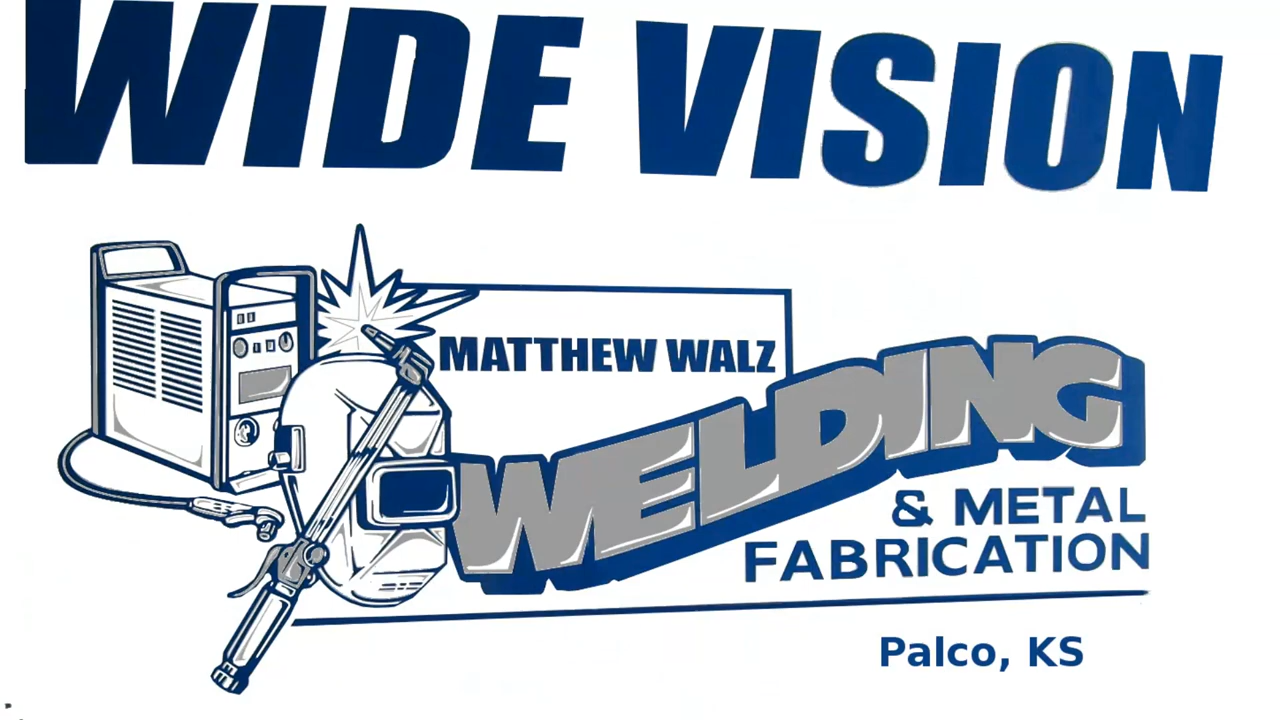 WIDE VISION
MATTHEW WALZ
WELDING
& METAL
FABRICATION
Palco, KS